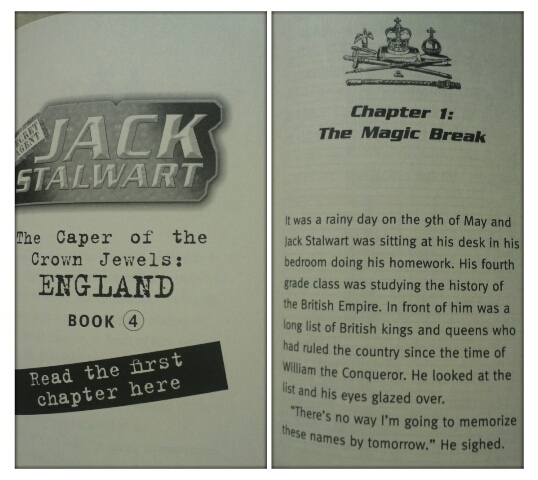 SECRET
AGENT
JACK
STALWART
The Caper of the
Crown Jewels:
ENGLAND
BOOK 4
Read the first
chapter here
Chapter 1:
The Magic Break
It was a rainy day on the 9th of May and
Jack Stalwart was sitting at his desk in his
bedroom doing his homework. His fourth
grade class was studying the history of
the British Empire. In front of him was a
long list of British kings and queens who
had ruled the country since the time of
William the Conqueror. He looked at the
list and his eyes glazed over.
"There's no way I'm going to memorize
these names by tomorrow." He sighed.